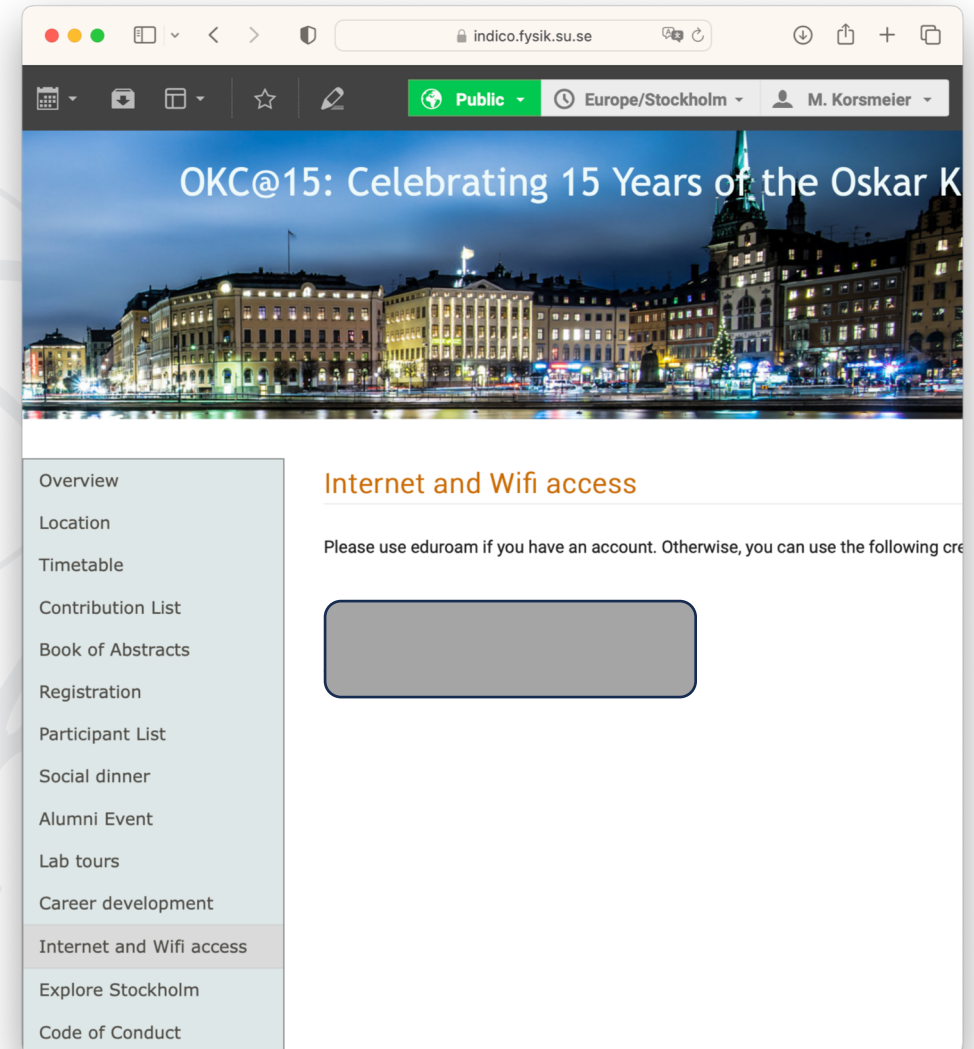 indico.fysik.su.se
Public
Europe/Stockholm
M. Korsmeier
OKC@15: Celebrating 15 Years of the Oskar K
Overview
Location
Timetable
Contribution List
Book of Abstracts
Registration
Participant List
Social dinner
Alumni Event
Lab tours
Career development
Internet and Wifi access
Explore Stockholm
Code of Conduct
Internet and Wifi access
Please use eduroam if you have an account. Otherwise, you can use the following cre